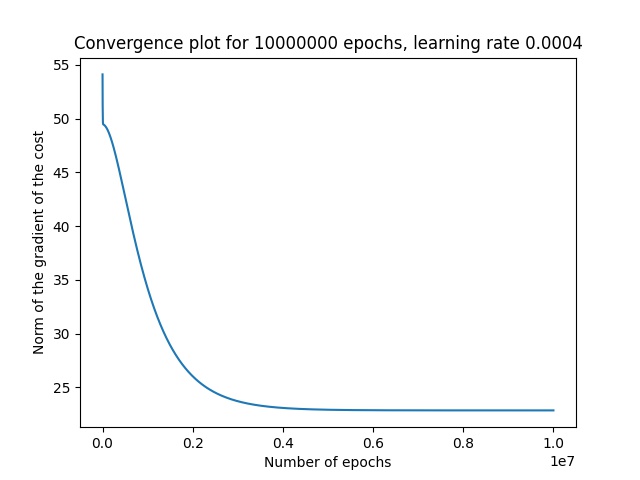 Convergence plot for 10000000 epochs, learning rate 0.0004
55
50
45
40
35
30
25
Norm of the gradient of the cost
0.0 0.2 0.4 0.6 0.8 1.0
1e7
Number of epochs